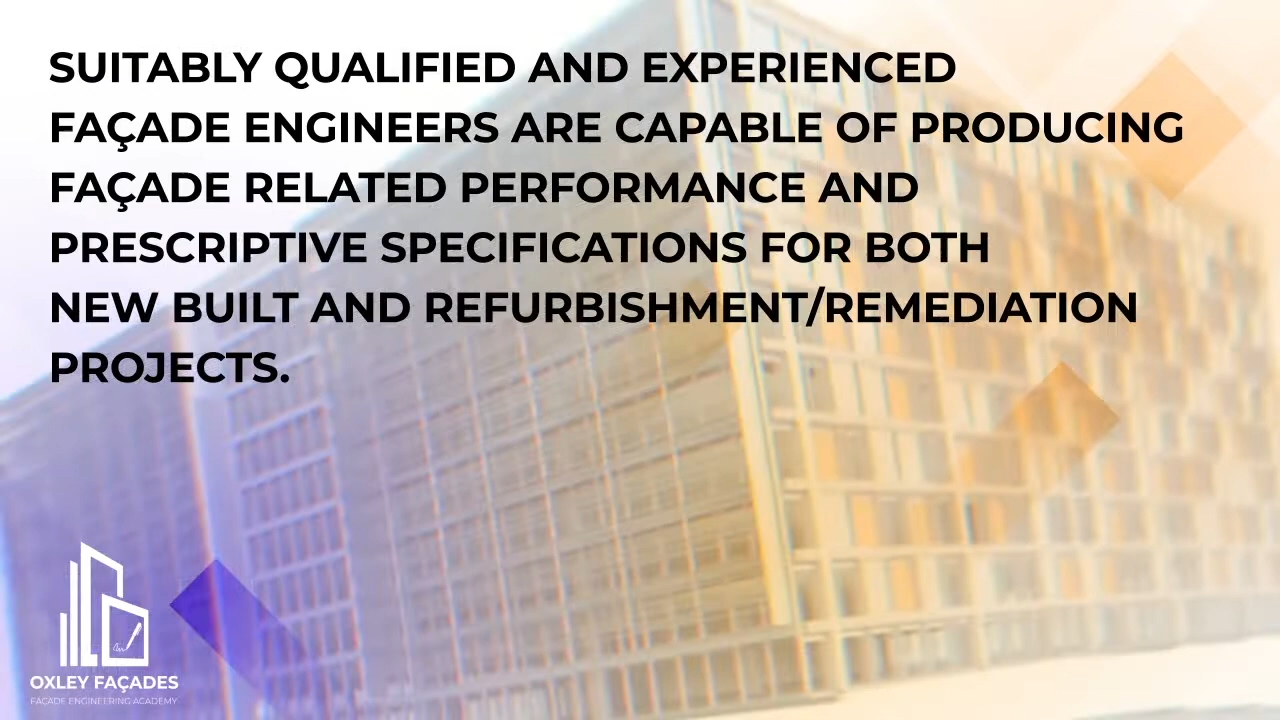 SUITABLY QUALIFIED AND EXPERIENCED
FAÇADE ENGINEERS ARE CAPABLE OF PRODUCING
FAÇADE RELATED PERFORMANCE AND
PRESCRIPTIVE SPECIFICATIONS FOR BOTH
NEW BUILT AND REFURBISHMENT/REMEDIATION
PROJECTS.
OXLEY FAÇADES
FAÇADE ENGINEERING ACADEMY